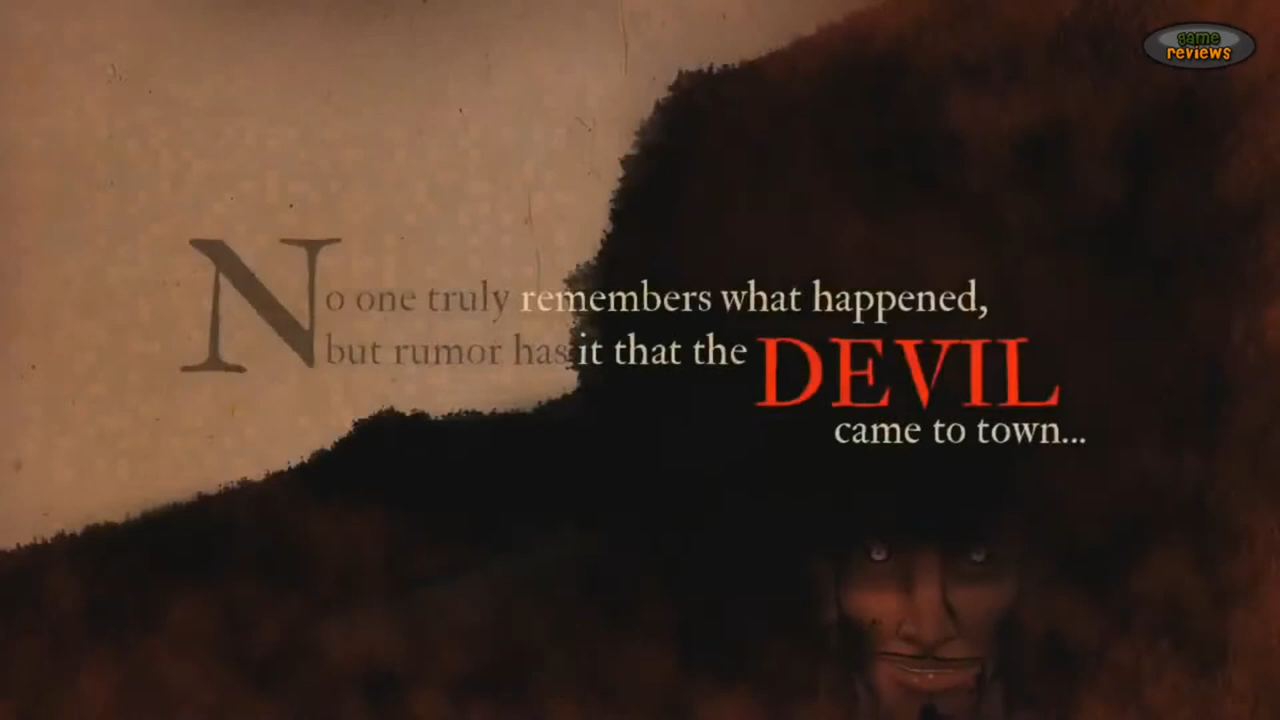 game
reviews
No one truly remembers what happened,
but rumor has it that the DEVIL
came to town...